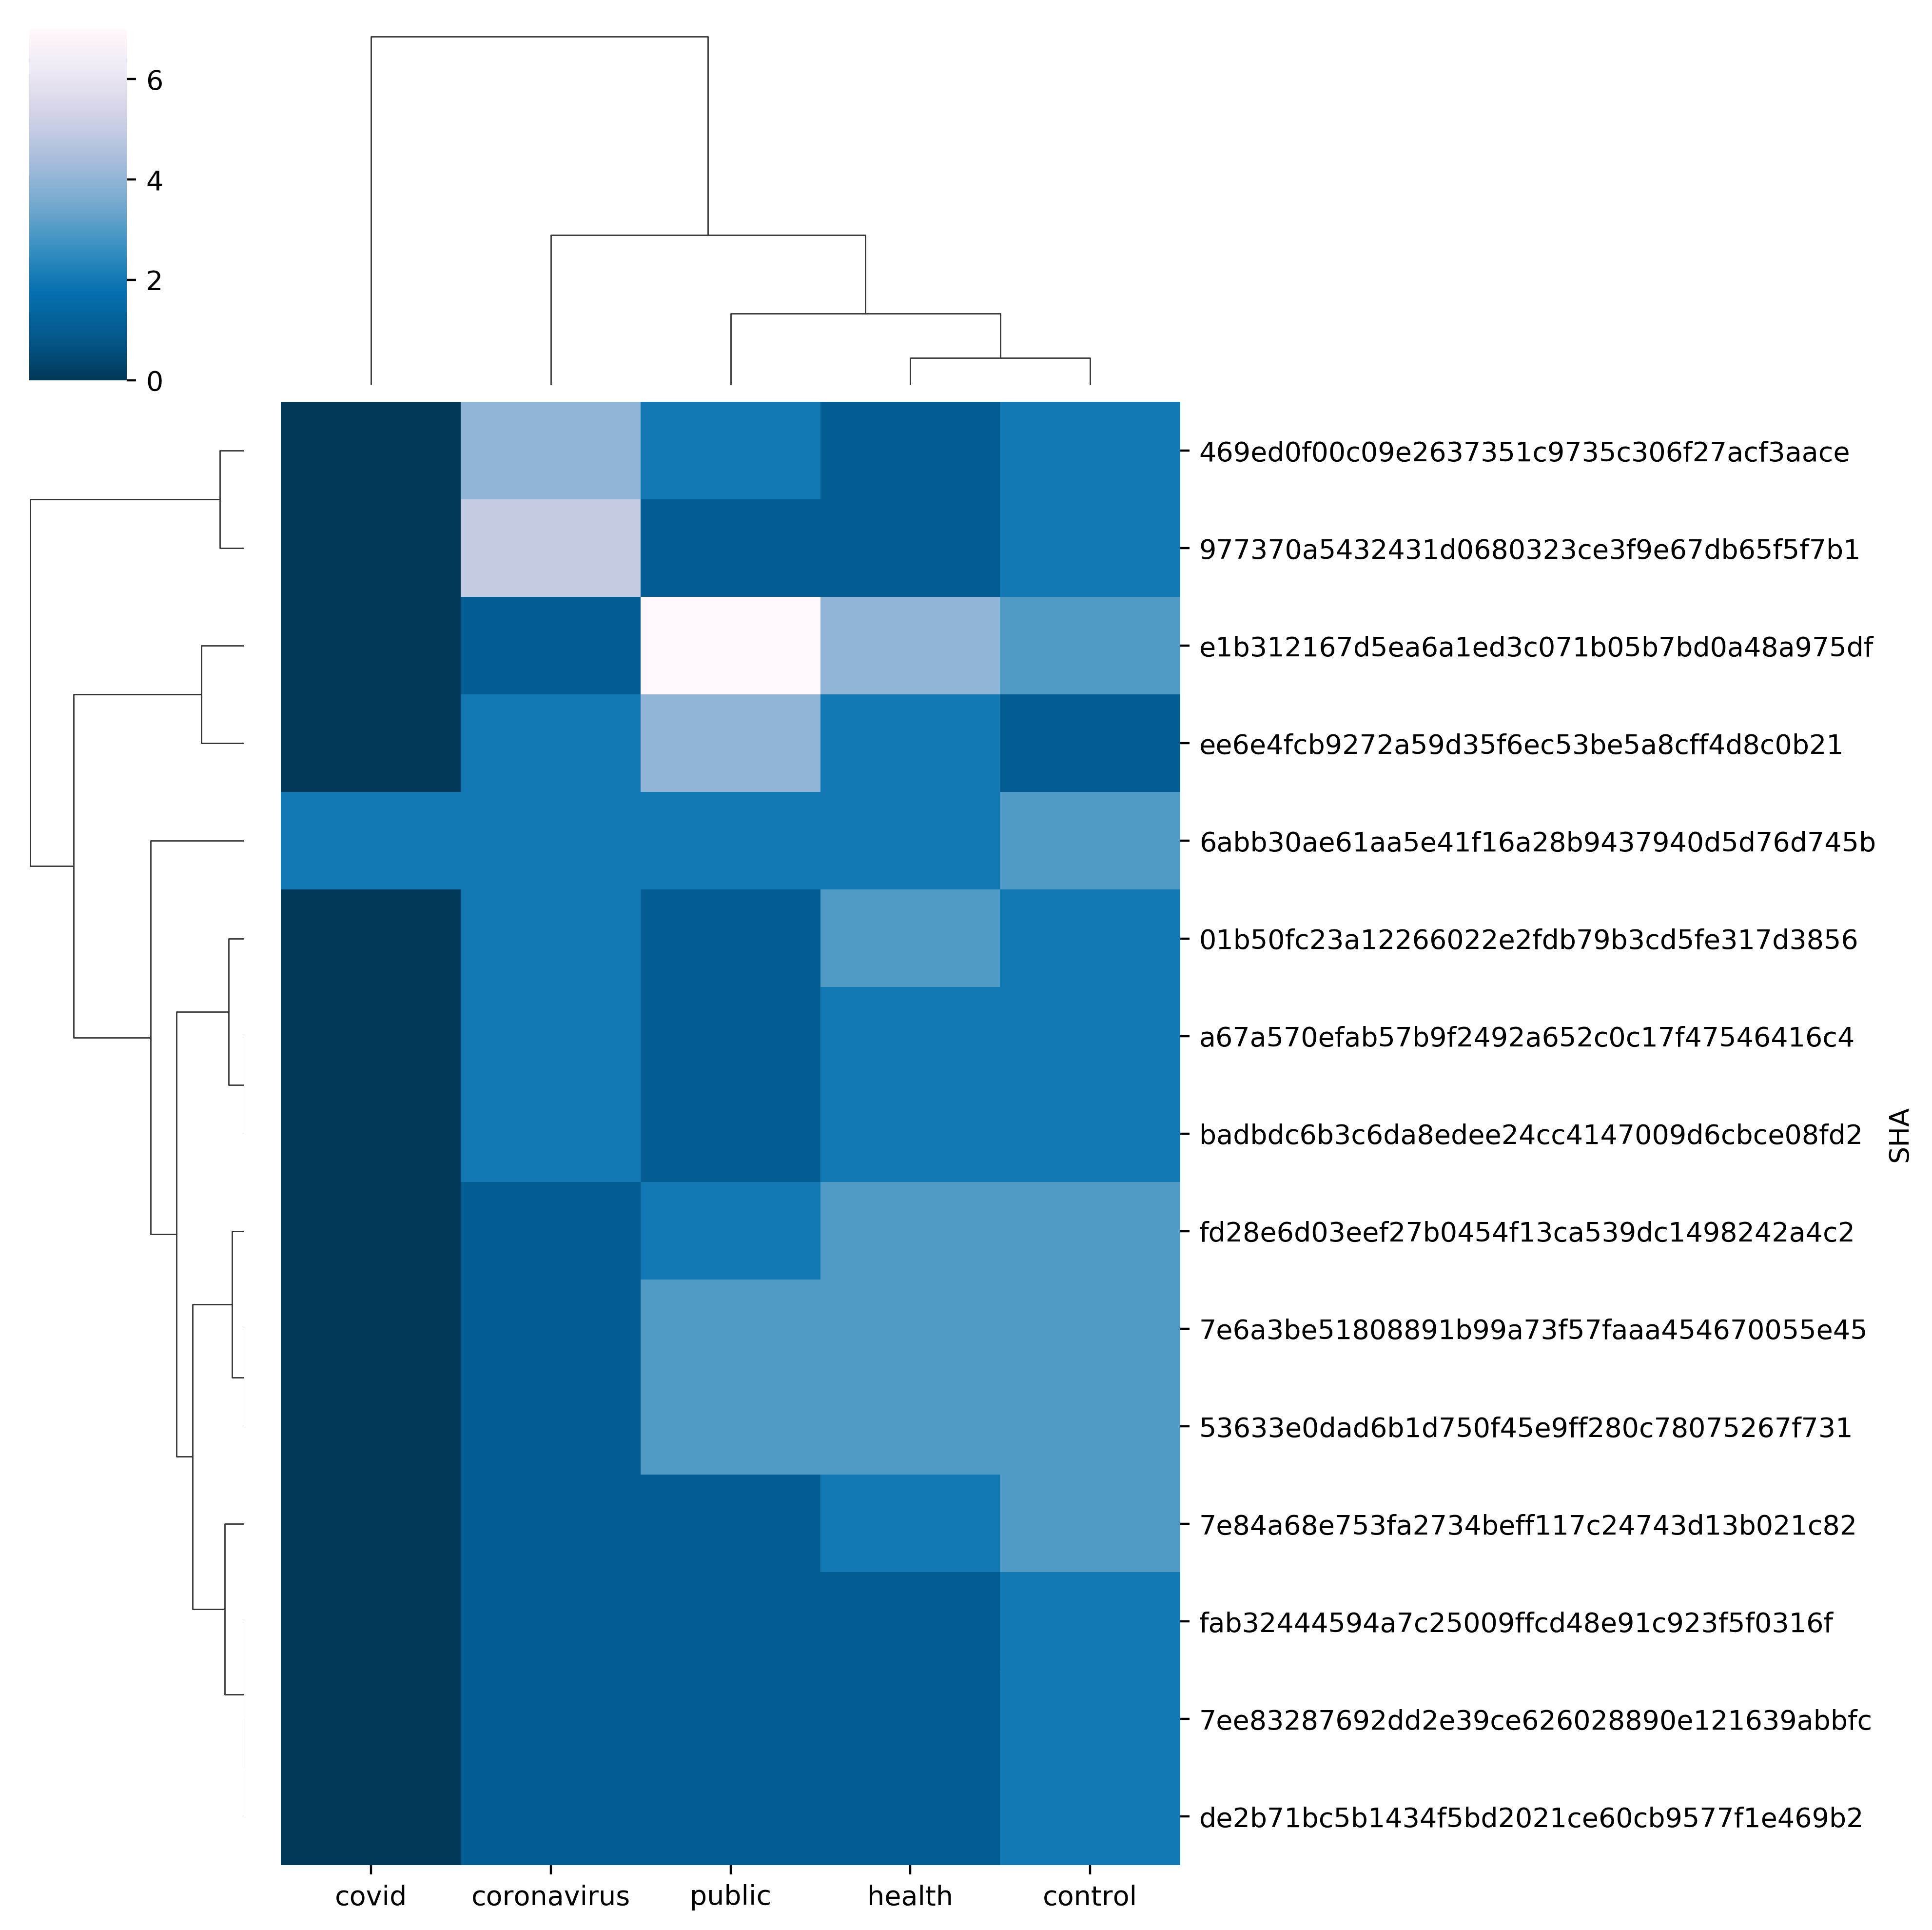 6
4
2
0
469ed0f00c09e2637351c9735c306f27acf3aace
977370a5432431d0680323ce3f9e67db65f5f7b1
e1b312167d5ea6a1ed3c071b05b7bd0a48a975df
ee6e4fcb9272a59d35f6ec53be5a8cff4d8c0b21
6abb30ae61aa5e41f16a28b9437940d5d76d745b
01b50fc23a12266022e2fdb79b3cd5fe317d3856
a67a570efab57b9f2492a652c0c17f47546416c4
badbdc6b3c6da8edee24cc4147009d6cbce08fd2
fd28e6d03eef27b0454f13ca539dc1498242a4c2
7e6a3be51808891b99a73f57faaa454670055e45
53633e0dad6b1d750f45e9ff280c78075267f731
7e84a68e753fa2734beff117c24743d13b021c82
fab32444594a7c25009ffcd48e91c923f5f0316f
7ee83287692dd2e39ce626028890e121639abbfc
de2b71bc5b1434f5bd2021ce60cb9577f1e469b2
SHA
covid coronavirus public health control